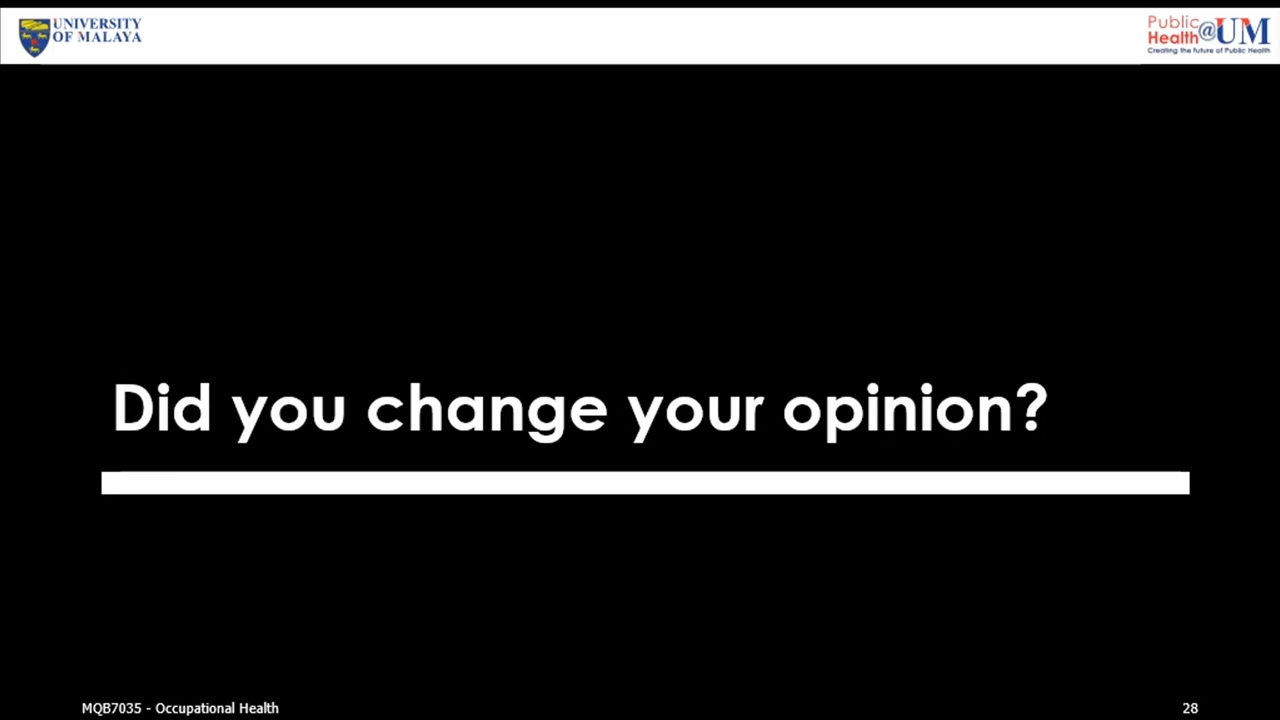 UNIVERSITY
OF MALAYA
Public
Health@UM
Creating the future of Public Health
Did you change your opinion?
MQB7035 - Occupational Health
28